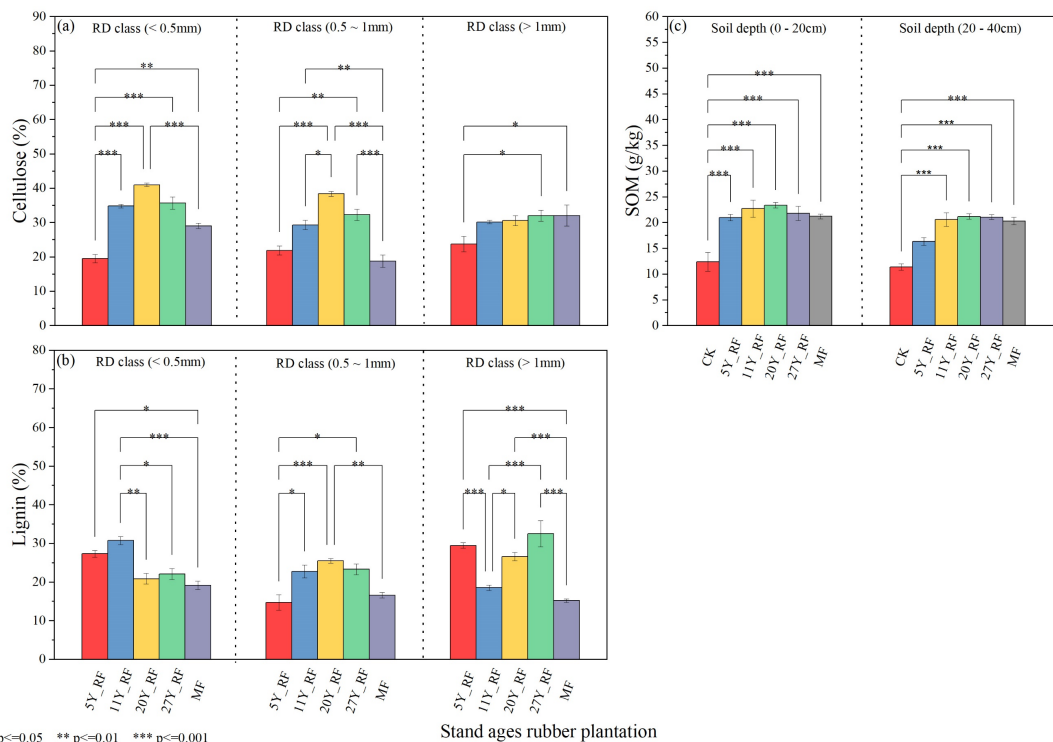 (a)
RD class (< 0.5mm)
RD class (0.5 ~ 1mm)
RD class (> 1mm)
90
80
70
60
50
40
30
20
10
0
Cellulose (%)
**
***
***
***
***
**
**
***
***
*
***
*
*
(b)
RD class (< 0.5mm)
RD class (0.5 ~ 1mm)
RD class (> 1mm)
80
70
60
50
40
30
20
10
0
Lignin (%)
*
***
*
**
*
***
**
*
***
***
***
***
*
***
5Y_RF
11Y_RF
20Y_RF
27Y_RF
MF
5Y_RF
11Y_RF
20Y_RF
27Y_RF
MF
5Y_RF
11Y_RF
20Y_RF
27Y_RF
MF
(c)
Soil depth (0 - 20cm)
Soil depth (20 - 40cm)
60
55
50
45
40
35
30
25
20
15
10
5
0
SOM (g/kg)
***
***
***
***
***
***
***
***
***
CK
5Y_RF
11Y_RF
20Y_RF
27Y_RF
MF
CK
5Y_RF
11Y_RF
20Y_RF
27Y_RF
MF
Stand ages rubber plantation
p<=0.05 ** p<=0.01 *** p<=0.001